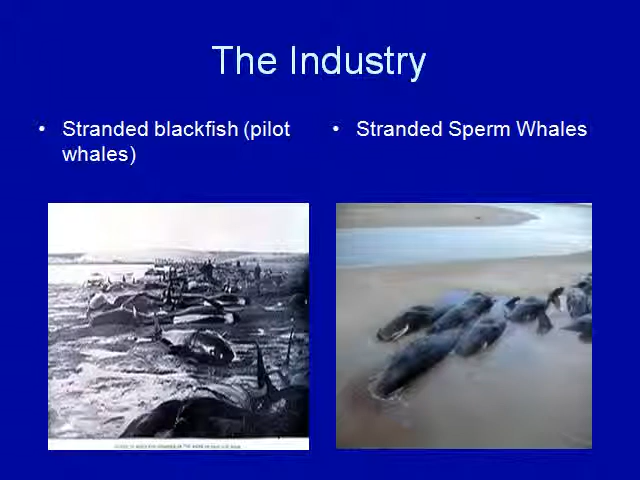 The Industry
• Stranded blackfish (pilot
whales)
• Stranded Sperm Whales